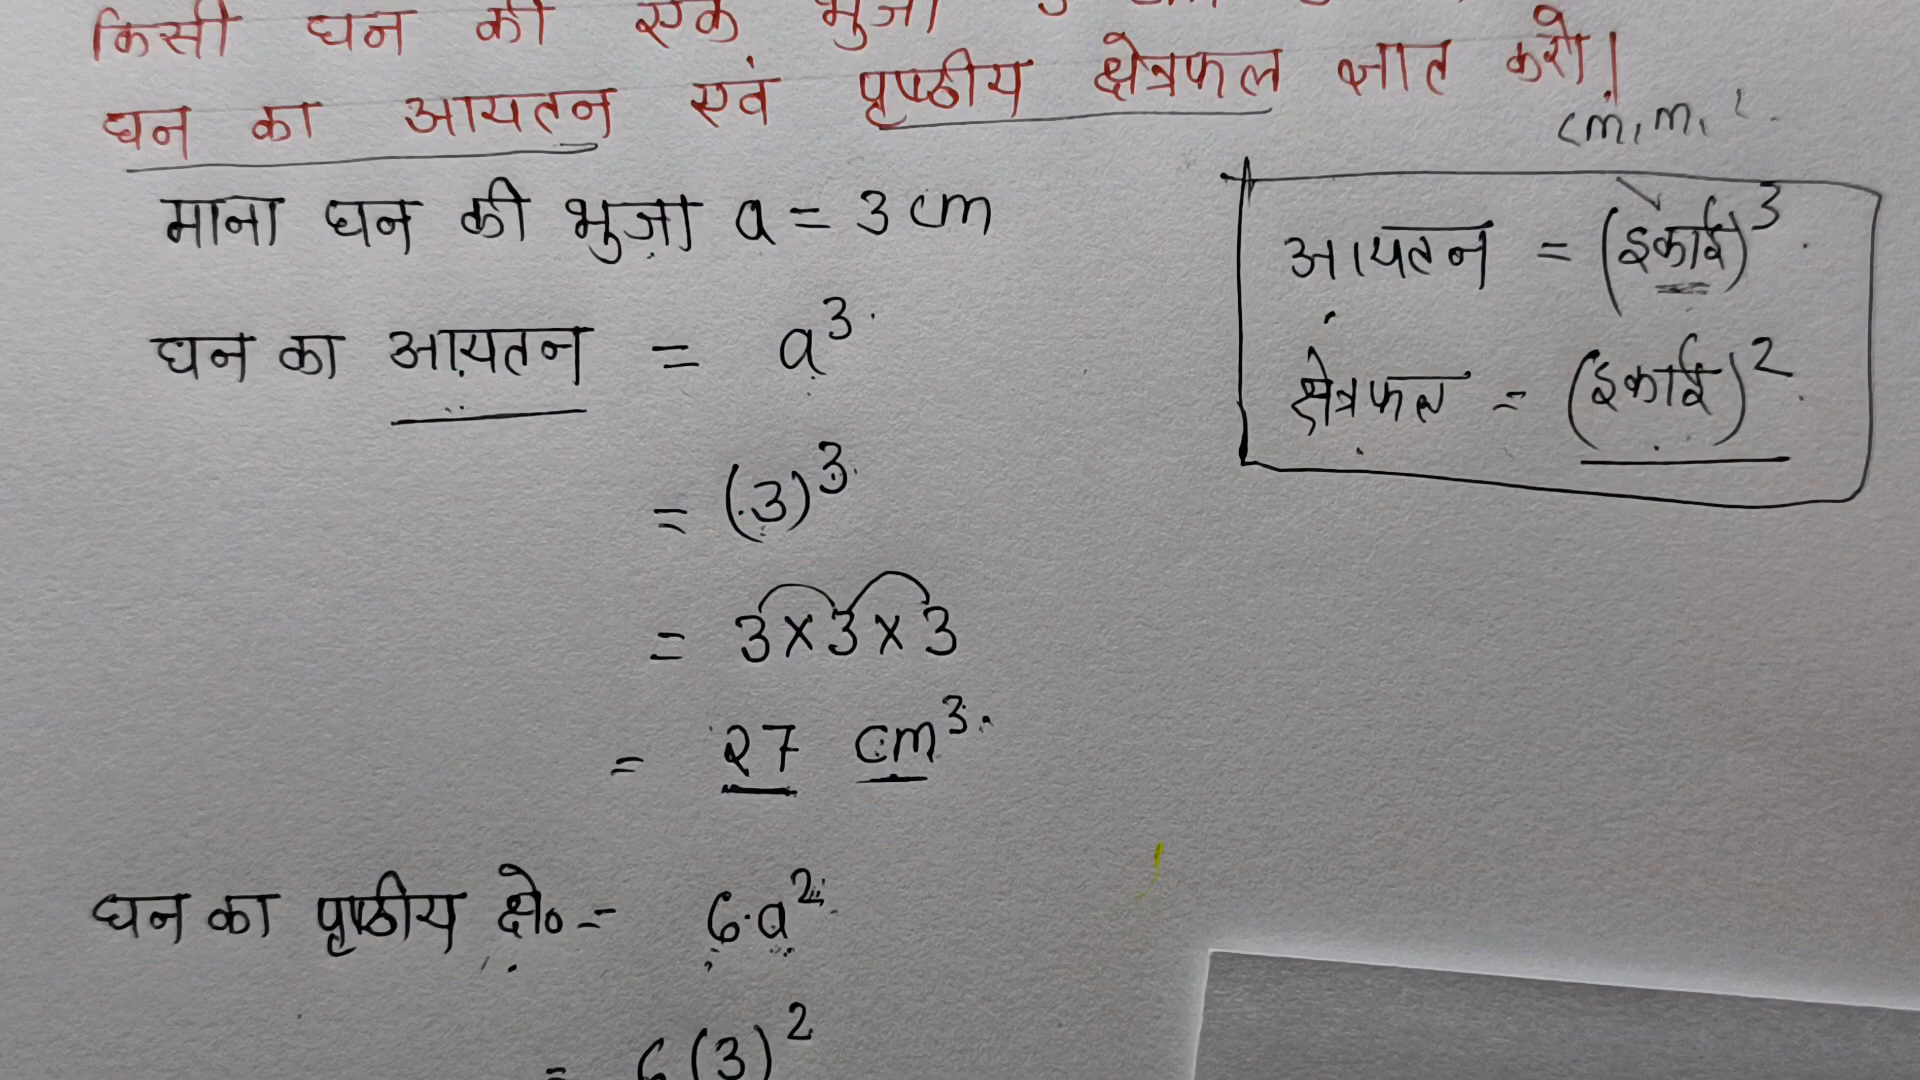 किसी घन की एक भुजा
घन का आयतन एवं पृष्ठीय क्षेत्रफल ज्ञात करो।
cm, m,
माना घन की भुजा a = 3 cm
घन का आयतन = a³
= (3)³
= 3×3×3
= 27 cm³
आयतन = (इकाई)³
क्षेत्रफल = (इकाई)²
घन का पृष्ठीय क्षे० = 6·a²
= 6(3)²